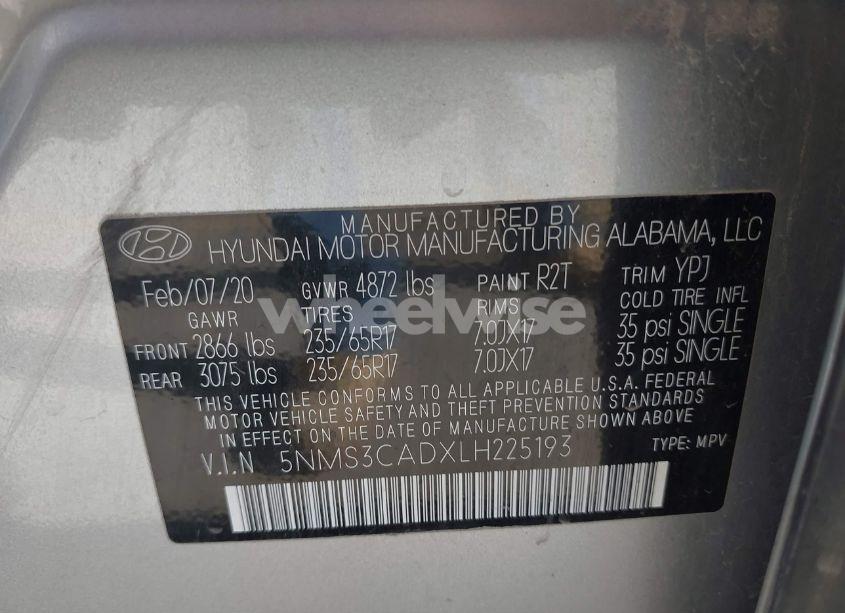 MANUFACTURED BY
HYUNDAI MOTOR MANUFACTURING ALABAMA, LLC
Feb/07/20 GVWR 4872 lbs PAINT R2T TRIM YPJ
GAWR TIRES RIMS COLD TIRE INFL
FRONT 2866 lbs 235/65R17 7.0JX17 35 psi SINGLE
REAR 3075 lbs 235/65R17 7.0JX17 35 psi SINGLE
THIS VEHICLE CONFORMS TO ALL APPLICABLE U.S.A. FEDERAL
MOTOR VEHICLE SAFETY AND THEFT PREVENTION STANDARDS
IN EFFECT ON THE DATE OF MANUFACTURE SHOWN ABOVE
V.I.N 5NMS3CADXLH225193 TYPE: MPV